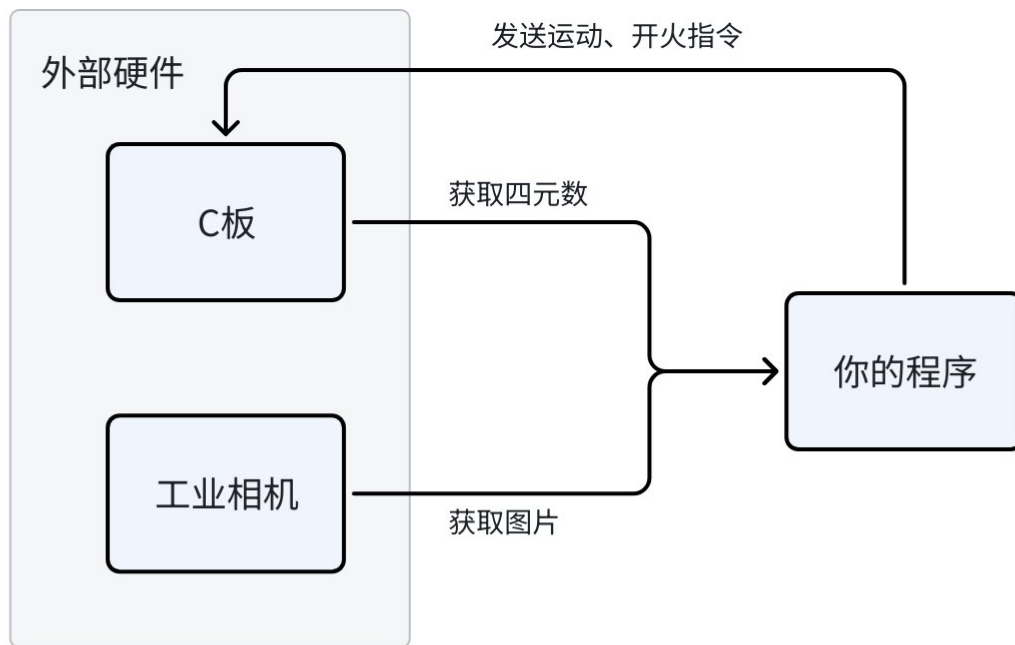 发送运动、开火指令
外部硬件
获取四元数
C板
你的程序
工业相机
获取图片